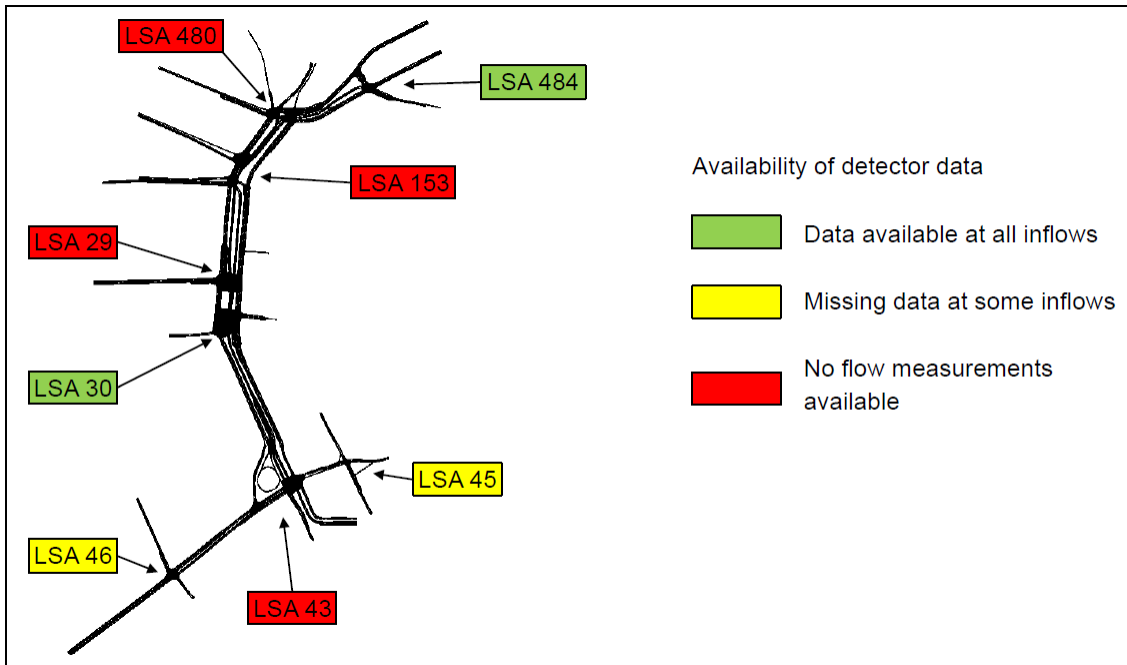 LSA 480
LSA 484
LSA 153
LSA 29
LSA 30
LSA 45
LSA 46
LSA 43
Availability of detector data
Data available at all inflows
Missing data at some inflows
No flow measurements
available